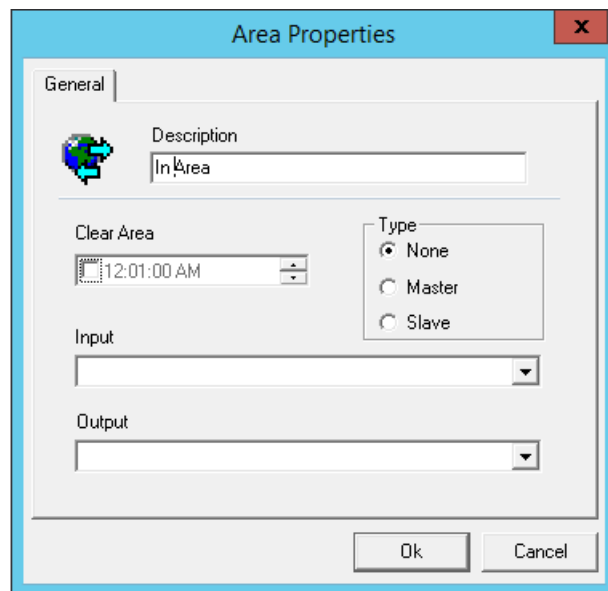 Area Properties
x
General
Description
In Area
Clear Area
12:01:00 AM
Type
None
Master
Slave
Input
Output
Ok
Cancel